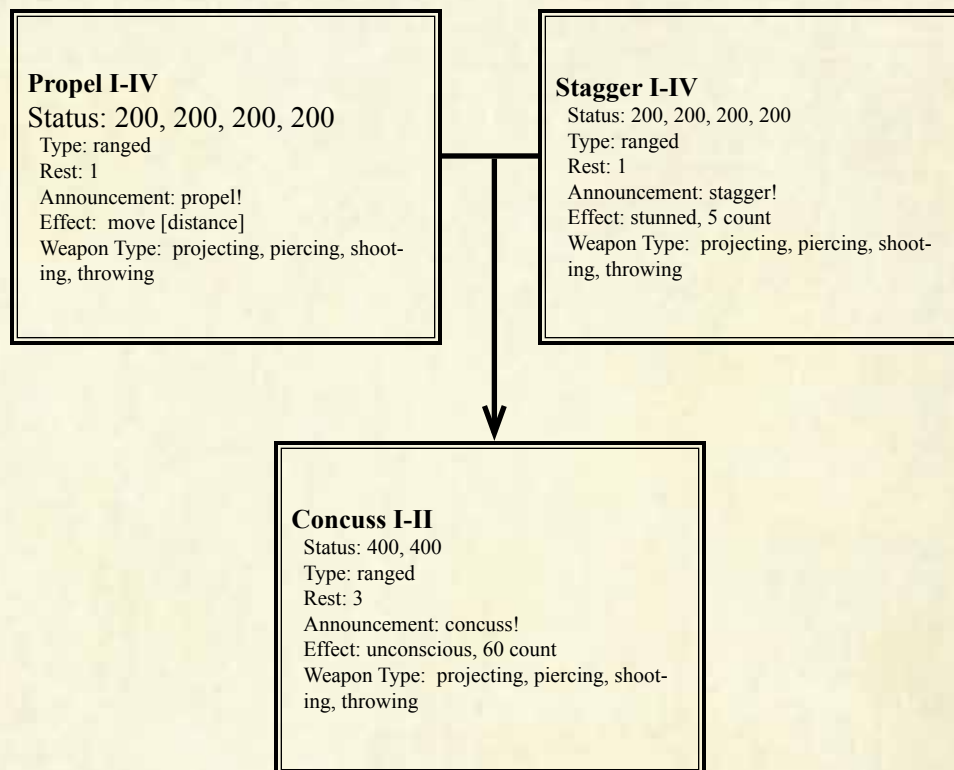 Propel I-IV
Status: 200, 200, 200, 200
Type: ranged
Rest: 1
Announcement: propel!
Effect:  move [distance]
Weapon Type:  projecting, piercing, shoot-
ing, throwing
Stagger I-IV
Status: 200, 200, 200, 200
Type: ranged
Rest: 1
Announcement: stagger!
Effect: stunned, 5 count
Weapon Type:  projecting, piercing, shoot-
ing, throwing
Concuss I-II
Status: 400, 400
Type: ranged
Rest: 3
Announcement: concuss!
Effect: unconscious, 60 count
Weapon Type:  projecting, piercing, shoot-
ing, throwing